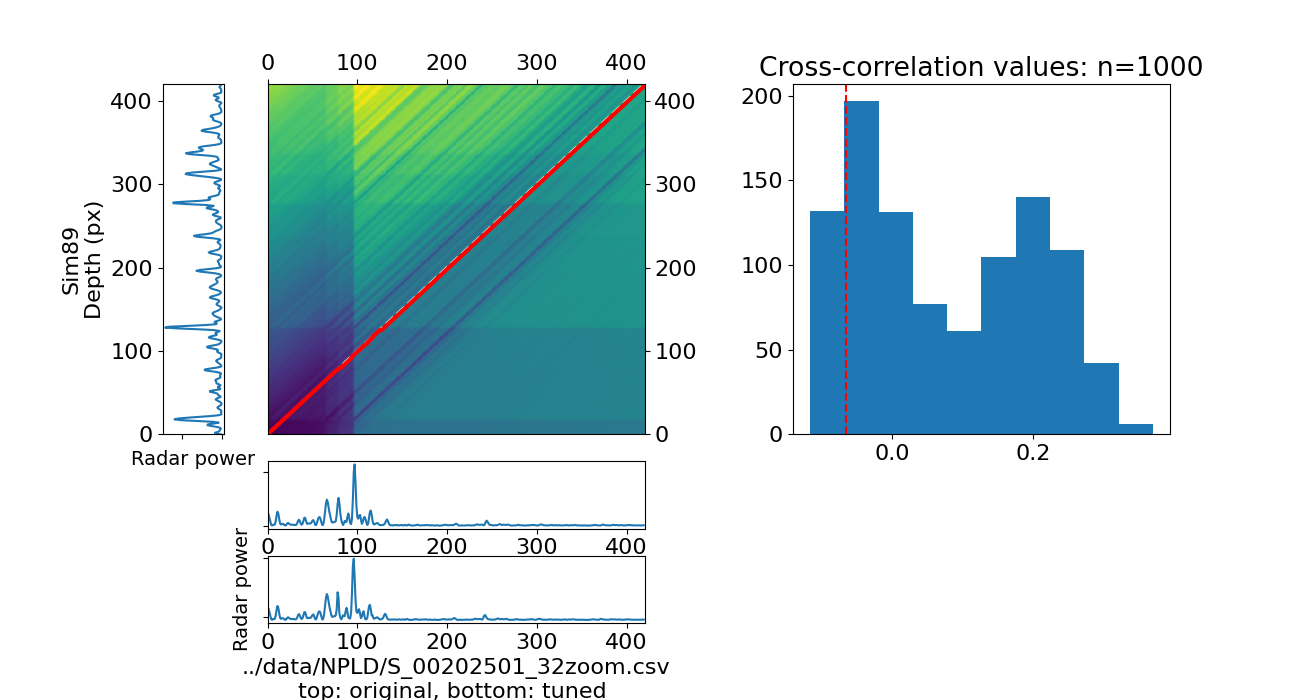 Cross-correlation values: n=1000
0 100 200 300 400
400 300 200 100 0
Sim89
Depth (px)
Radar power
400 300 200 100 0
200 150 100 50 0
0.0 0.2
0 100 200 300 400
Radar power
0 100 200 300 400
../data/NPLD/S_00202501_32zoom.csv
top: original, bottom: tuned